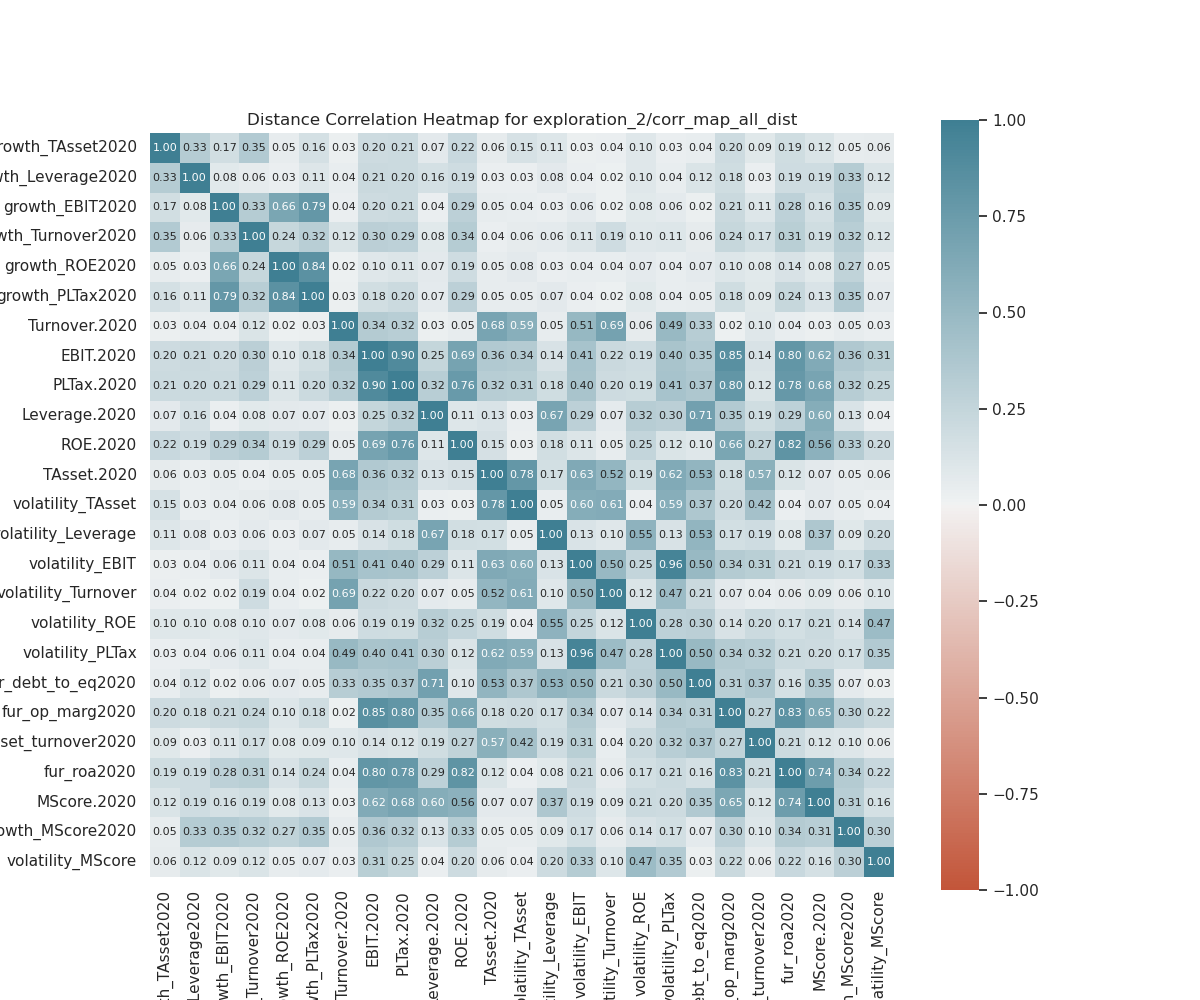 Distance Correlation Heatmap for exploration_2/corr_map_all_dist
rowth_TAsset2020 1.00 0.33 0.17 0.35 0.05 0.16 0.03 0.20 0.21 0.07 0.22 0.06 0.15 0.11 0.03 0.04 0.10 0.03 0.04 0.20 0.09 0.19 0.12 0.05 0.06
vth_Leverage2020 0.33 1.00 0.08 0.06 0.03 0.11 0.04 0.21 0.20 0.16 0.19 0.03 0.03 0.08 0.04 0.02 0.10 0.04 0.12 0.18 0.03 0.19 0.19 0.33 0.12
growth_EBIT2020 0.17 0.08 1.00 0.33 0.66 0.79 0.04 0.20 0.21 0.04 0.29 0.05 0.04 0.03 0.06 0.02 0.08 0.06 0.02 0.21 0.11 0.28 0.16 0.35 0.09
wth_Turnover2020 0.35 0.06 0.33 1.00 0.24 0.32 0.12 0.30 0.29 0.08 0.34 0.04 0.06 0.06 0.11 0.19 0.10 0.11 0.06 0.24 0.17 0.31 0.19 0.32 0.12
growth_ROE2020 0.05 0.03 0.66 0.24 1.00 0.84 0.02 0.10 0.11 0.07 0.19 0.05 0.08 0.03 0.04 0.04 0.07 0.04 0.07 0.10 0.08 0.14 0.08 0.27 0.05
growth_PLTax2020 0.16 0.11 0.79 0.32 0.84 1.00 0.03 0.18 0.20 0.07 0.29 0.05 0.05 0.07 0.04 0.02 0.08 0.04 0.05 0.18 0.09 0.24 0.13 0.35 0.07
Turnover.2020 0.03 0.04 0.04 0.12 0.02 0.03 1.00 0.34 0.32 0.03 0.05 0.68 0.59 0.05 0.51 0.69 0.06 0.49 0.33 0.02 0.10 0.04 0.03 0.05 0.03
EBIT.2020 0.20 0.21 0.20 0.30 0.10 0.18 0.34 1.00 0.90 0.25 0.69 0.36 0.34 0.14 0.41 0.22 0.19 0.40 0.35 0.85 0.14 0.80 0.62 0.36 0.31
PLTax.2020 0.21 0.20 0.21 0.29 0.11 0.20 0.32 0.90 1.00 0.32 0.76 0.32 0.31 0.18 0.40 0.20 0.19 0.41 0.37 0.80 0.12 0.78 0.68 0.32 0.25
Leverage.2020 0.07 0.16 0.04 0.08 0.07 0.07 0.03 0.25 0.32 1.00 0.11 0.13 0.03 0.67 0.29 0.07 0.32 0.30 0.71 0.35 0.19 0.29 0.60 0.13 0.04
ROE.2020 0.22 0.19 0.29 0.34 0.19 0.29 0.05 0.69 0.76 0.11 1.00 0.15 0.03 0.18 0.11 0.05 0.25 0.12 0.10 0.66 0.27 0.82 0.56 0.33 0.20
TAsset.2020 0.06 0.03 0.05 0.04 0.05 0.05 0.68 0.36 0.32 0.13 0.15 1.00 0.78 0.17 0.63 0.52 0.19 0.62 0.53 0.18 0.57 0.12 0.07 0.05 0.06
volatility_TAsset 0.15 0.03 0.04 0.06 0.08 0.05 0.59 0.34 0.31 0.03 0.03 0.78 1.00 0.05 0.60 0.61 0.04 0.59 0.37 0.20 0.42 0.04 0.07 0.05 0.04
olatility_Leverage 0.11 0.08 0.03 0.06 0.03 0.07 0.05 0.14 0.18 0.67 0.18 0.17 0.05 1.00 0.13 0.10 0.55 0.13 0.53 0.17 0.19 0.08 0.37 0.09 0.20
volatility_EBIT 0.03 0.04 0.06 0.11 0.04 0.04 0.51 0.41 0.40 0.29 0.11 0.63 0.60 0.13 1.00 0.50 0.25 0.96 0.50 0.34 0.31 0.21 0.19 0.17 0.33
volatility_Turnover 0.04 0.02 0.02 0.19 0.04 0.02 0.69 0.22 0.20 0.07 0.05 0.52 0.61 0.10 0.50 1.00 0.12 0.47 0.21 0.07 0.04 0.06 0.09 0.06 0.10
volatility_ROE 0.10 0.10 0.08 0.10 0.07 0.08 0.06 0.19 0.19 0.32 0.25 0.19 0.04 0.55 0.25 0.12 1.00 0.28 0.30 0.14 0.20 0.17 0.21 0.14 0.47
volatility_PLTax 0.03 0.04 0.06 0.11 0.04 0.04 0.49 0.40 0.41 0.30 0.12 0.62 0.59 0.13 0.96 0.47 0.28 1.00 0.50 0.34 0.32 0.21 0.20 0.17 0.35
r_debt_to_eq2020 0.04 0.12 0.02 0.06 0.07 0.05 0.33 0.35 0.37 0.71 0.10 0.53 0.37 0.53 0.50 0.21 0.30 0.50 1.00 0.31 0.37 0.16 0.35 0.07 0.03
fur_op_marg2020 0.20 0.18 0.21 0.24 0.10 0.18 0.02 0.85 0.80 0.35 0.66 0.18 0.20 0.17 0.34 0.07 0.14 0.34 0.31 1.00 0.27 0.83 0.65 0.30 0.22
set_turnover2020 0.09 0.03 0.11 0.17 0.08 0.09 0.10 0.14 0.12 0.19 0.27 0.57 0.42 0.19 0.31 0.04 0.20 0.32 0.37 0.27 1.00 0.21 0.12 0.10 0.06
fur_roa2020 0.19 0.19 0.28 0.31 0.14 0.24 0.04 0.80 0.78 0.29 0.82 0.12 0.04 0.08 0.21 0.06 0.17 0.21 0.16 0.83 0.21 1.00 0.74 0.34 0.22
MScore.2020 0.12 0.19 0.16 0.19 0.08 0.13 0.03 0.62 0.68 0.60 0.56 0.07 0.07 0.37 0.19 0.09 0.21 0.20 0.35 0.65 0.12 0.74 1.00 0.31 0.16
owth_MScore2020 0.05 0.33 0.35 0.32 0.27 0.35 0.05 0.36 0.32 0.13 0.33 0.05 0.05 0.09 0.17 0.06 0.14 0.17 0.07 0.30 0.10 0.34 0.31 1.00 0.30
volatility_MScore 0.06 0.12 0.09 0.12 0.05 0.07 0.03 0.31 0.25 0.04 0.20 0.06 0.04 0.20 0.33 0.10 0.47 0.35 0.03 0.22 0.06 0.22 0.16 0.30 1.00
th_TAsset2020
Leverage2020
wth_EBIT2020
_Turnover2020
wth_ROE2020
wth_PLTax2020
Turnover.2020
EBIT.2020
PLTax.2020
everage.2020
ROE.2020
TAsset.2020
olatility_TAsset
ility_Leverage
volatility_EBIT
tility_Turnover
volatility_ROE
volatility_PLTax
ebt_to_eq2020
op_marg2020
_turnover2020
fur_roa2020
MScore.2020
h_MScore2020
atility_MScore
1.00
0.75
0.50
0.25
0.00
−0.25
−0.50
−0.75
−1.00